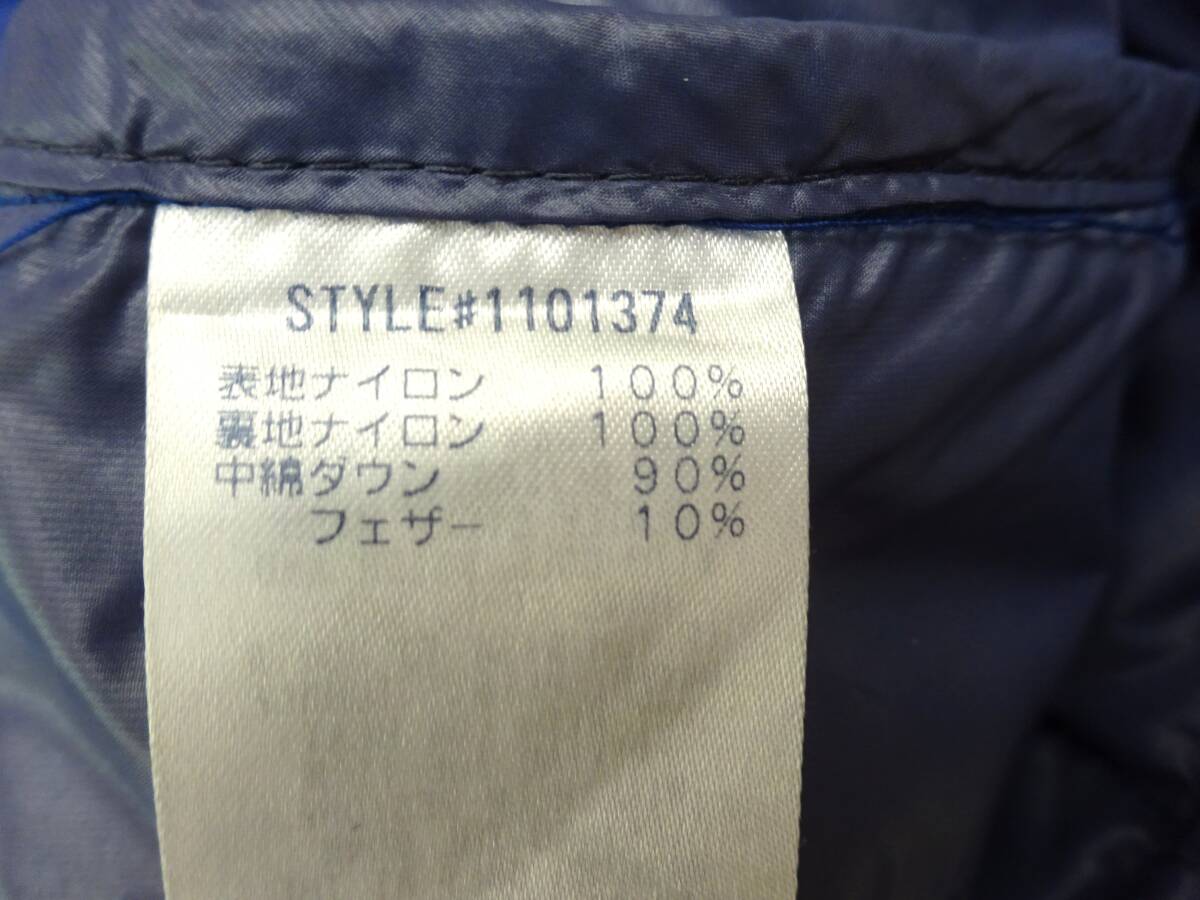 STYLE#1101374
表地ナイロン 100%
裏地ナイロン 100%
中綿ダウン 90%
フェザー 10%